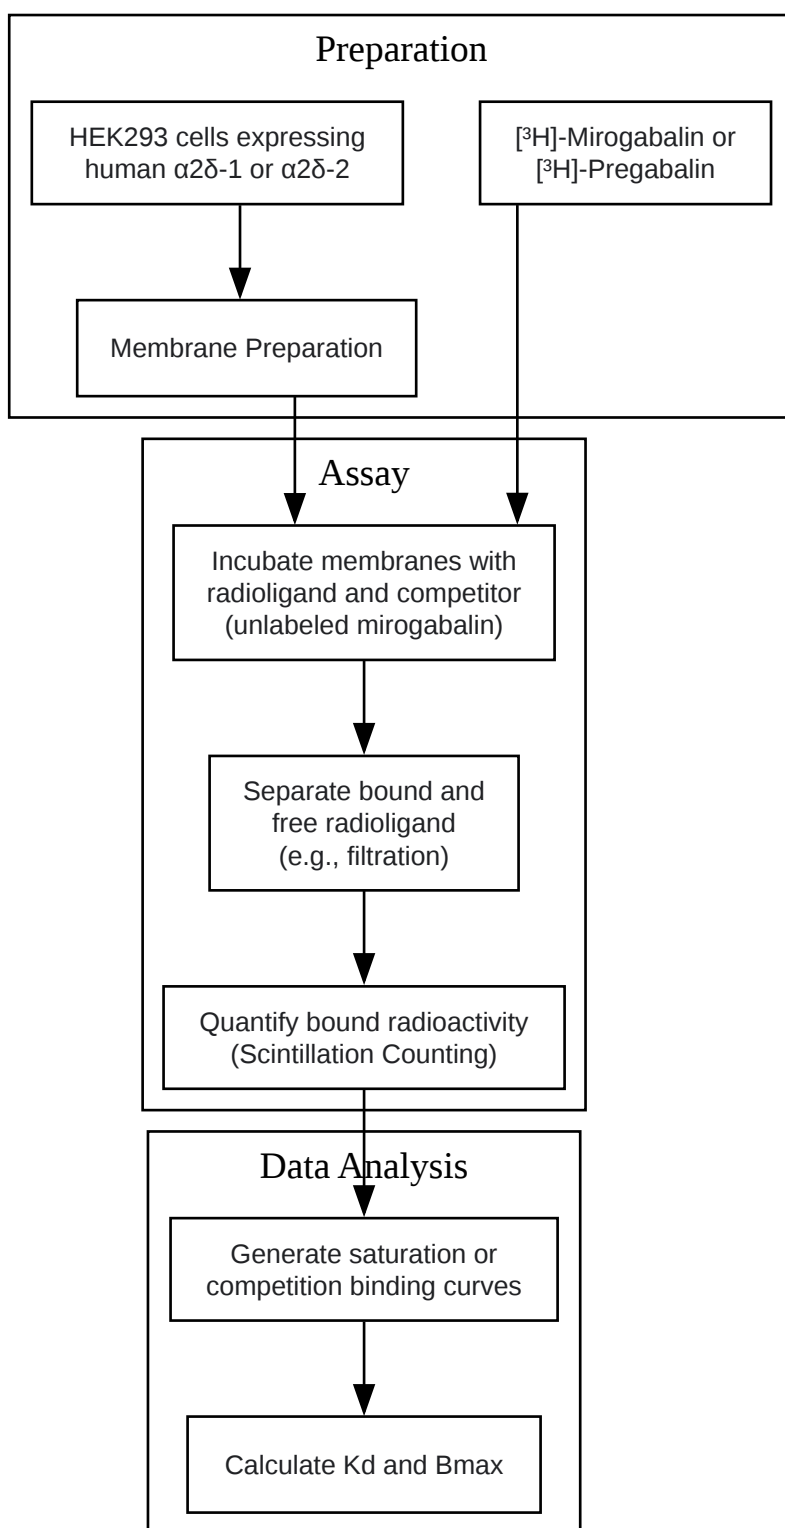 Preparation
HEK293 cells expressing
human α2δ-1 or α2δ-2
[³H]-Mirogabalin or
[³H]-Pregabalin
Membrane Preparation
Assay
Incubate membranes with
radioligand and competitor
(unlabeled mirogabalin)
Separate bound and
free radioligand
(e.g., filtration)
Quantify bound radioactivity
(Scintillation Counting)
Data Analysis
Generate saturation or
competition binding curves
Calculate Kd and Bmax